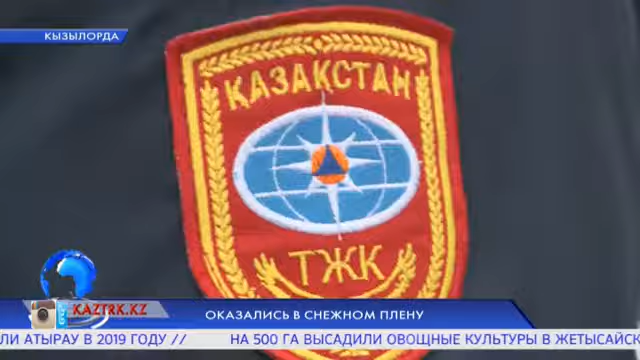 КЫЗЫЛОРДА
ҚАЗАҚСТАН
ТЖК
KAZTRK.KZ
ОКАЗАЛИСЬ В СНЕЖНОМ ПЛЕНУ
ЛИ АТЫРАУ В 2019 ГОДУ // НА 500 ГА ВЫСАДИЛИ ОВОЩНЫЕ КУЛЬТУРЫ В ЖЕТЫСАЙСК